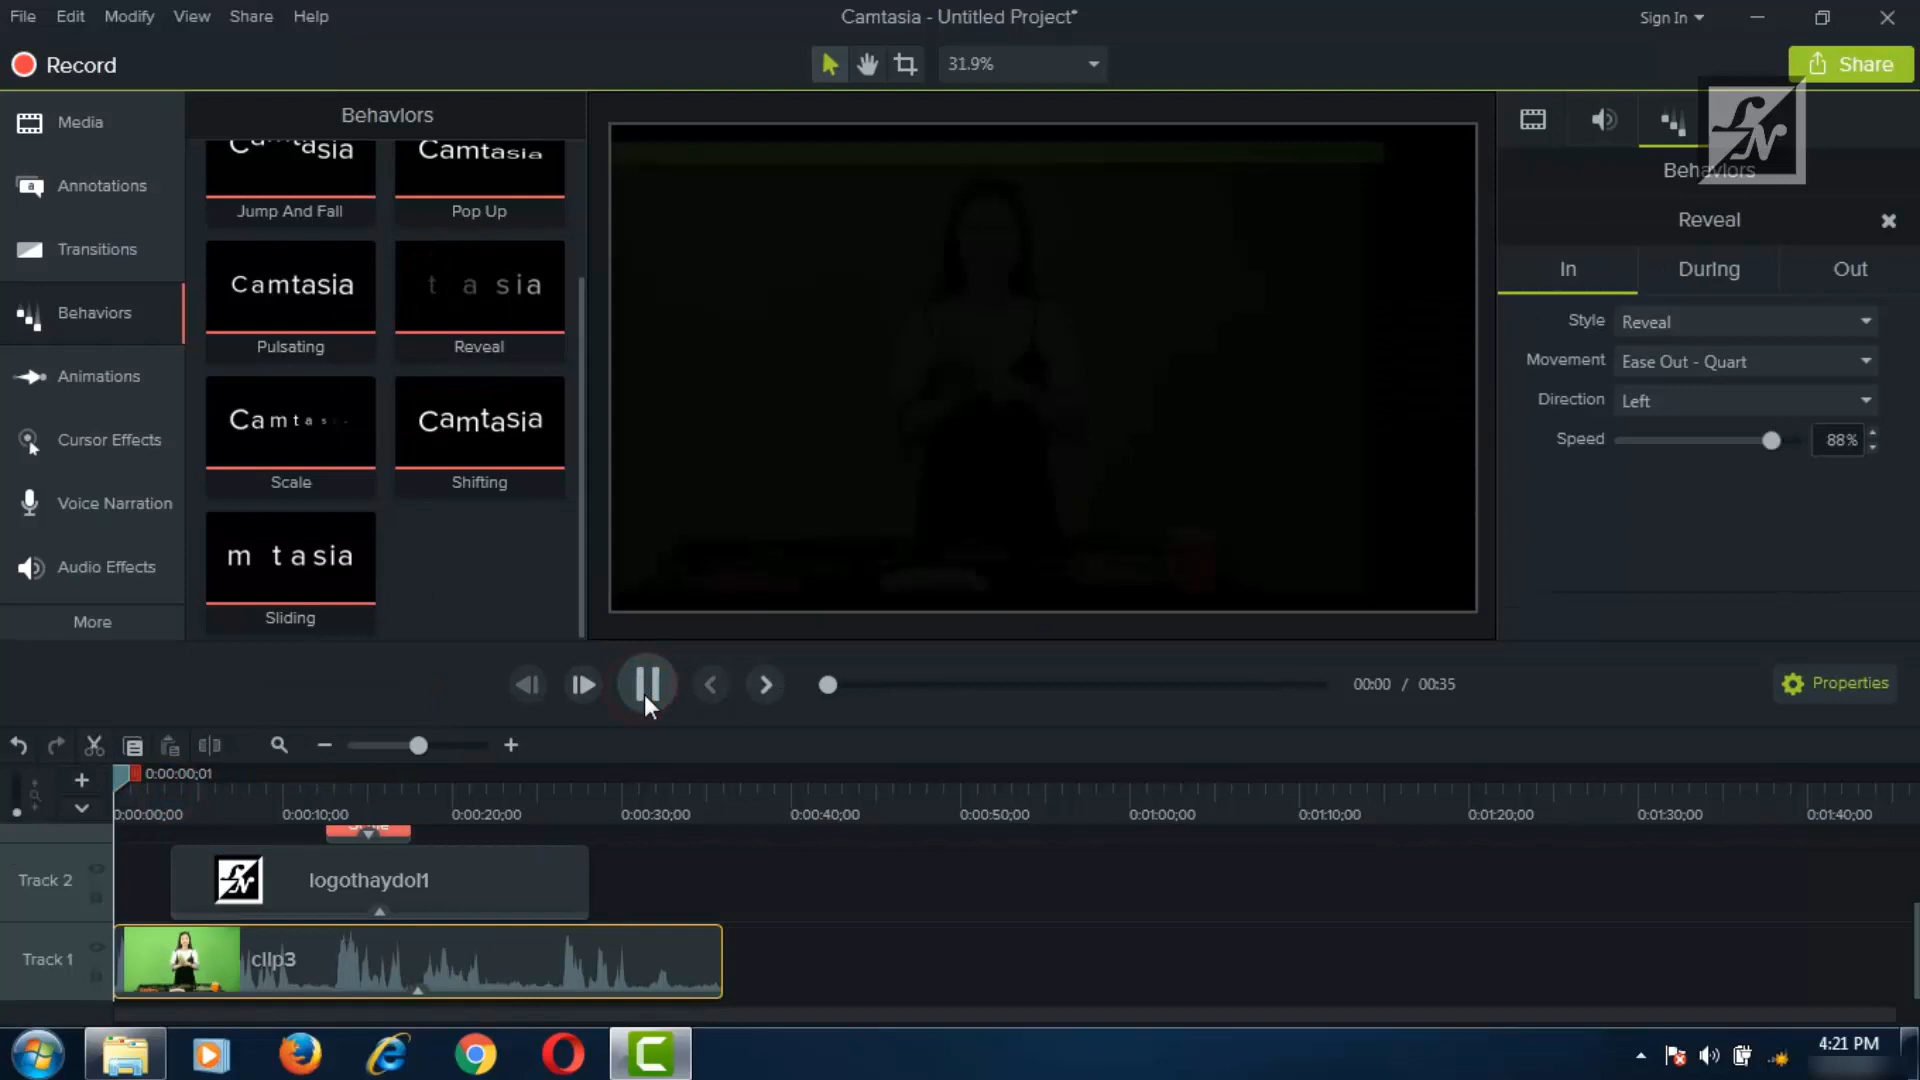 File Edit Modify View Share Help
Camtasia - Untitled Project*
Sign In
Record
31.9%
Share
Media
Annotations
Transitions
Behaviors
Animations
Cursor Effects
Voice Narration
Audio Effects
More
Behaviors
Camtasia
Camtasia
Jump And Fall
Pop Up
Camtasia
t a sia
Pulsating
Reveal
Camtas
Camtasia
Scale
Shifting
m tasia
Sliding
Behaviors
Reveal
In
During
Out
Style
Reveal
Movement
Ease Out - Quart
Direction
Left
Speed
88%
00:00 / 00:35
Properties
0:00:00;01
0:00:00;00
0:00:10;00
0:00:20;00
0:00:30;00
0:00:40;00
0:00:50;00
0:01:00;00
0:01:10;00
0:01:20;00
0:01:30;00
0:01:40;00
Track 2
logothaydoi1
Track 1
clip3
4:21 PM